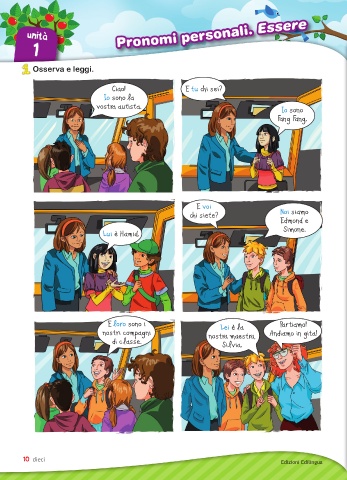 unità
1
Pronomi personali. Essere
1. Osserva e leggi.
Ciao!
Io sono la
vostra autista.
E tu chi sei?
Io sono
Fang Fang.
Lui è Hamid.
E voi
chi siete?
Noi siamo
Edmond e
Simone.
E loro sono i
nostri compagni
di classe.
Lei è la
nostra maestra
Silvia.
Partiamo!
Andiamo in gita!
10 dieci
Edizioni Edilingua